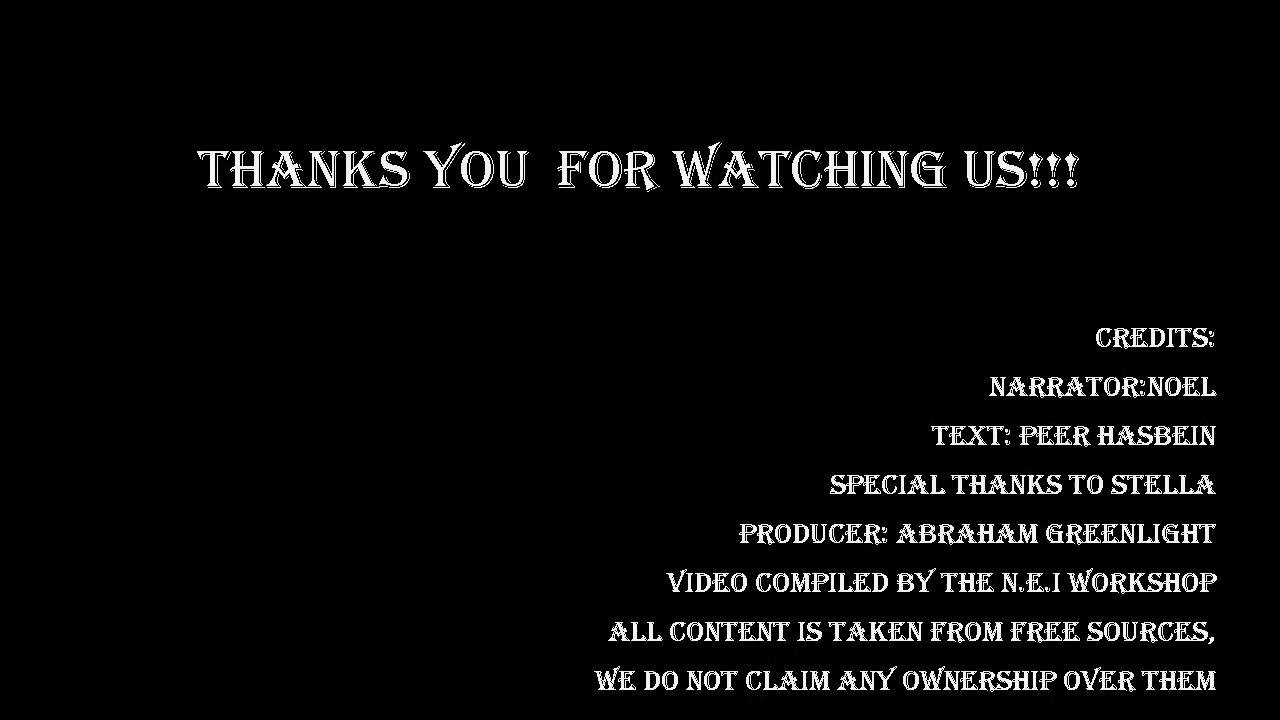 THANKS YOU  FOR WATCHING US!!!
CREDITS:
NARRATOR:NOEL
TEXT: PEER HASBEIN
SPECIAL THANKS TO STELLA
PRODUCER: ABRAHAM GREENLIGHT
VIDEO COMPILED BY THE N.E.I WORKSHOP
ALL CONTENT IS TAKEN FROM FREE SOURCES,
WE DO NOT CLAIM ANY OWNERSHIP OVER THEM